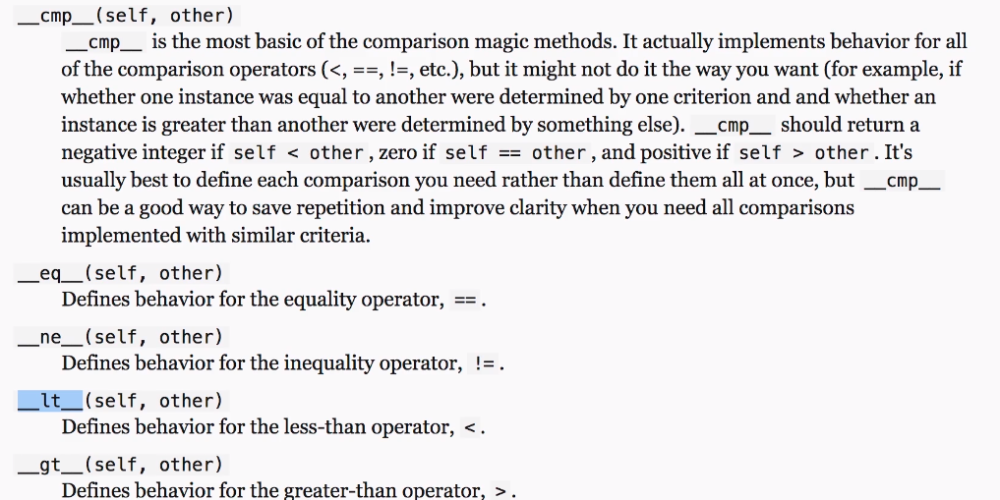 __cmp__(self, other)
__cmp__ is the most basic of the comparison magic methods. It actually implements behavior for all
of the comparison operators (<, ==, !=, etc.), but it might not do it the way you want (for example, if
whether one instance was equal to another were determined by one criterion and and whether an
instance is greater than another were determined by something else). __cmp__ should return a
negative integer if self < other, zero if self == other, and positive if self > other. It's
usually best to define each comparison you need rather than define them all at once, but __cmp__
can be a good way to save repetition and improve clarity when you need all comparisons
implemented with similar criteria.
__eq__(self, other)
Defines behavior for the equality operator, ==.
__ne__(self, other)
Defines behavior for the inequality operator, !=.
__lt__(self, other)
Defines behavior for the less-than operator, <.
__gt__(self, other)
Defines behavior for the greater-than operator, >.